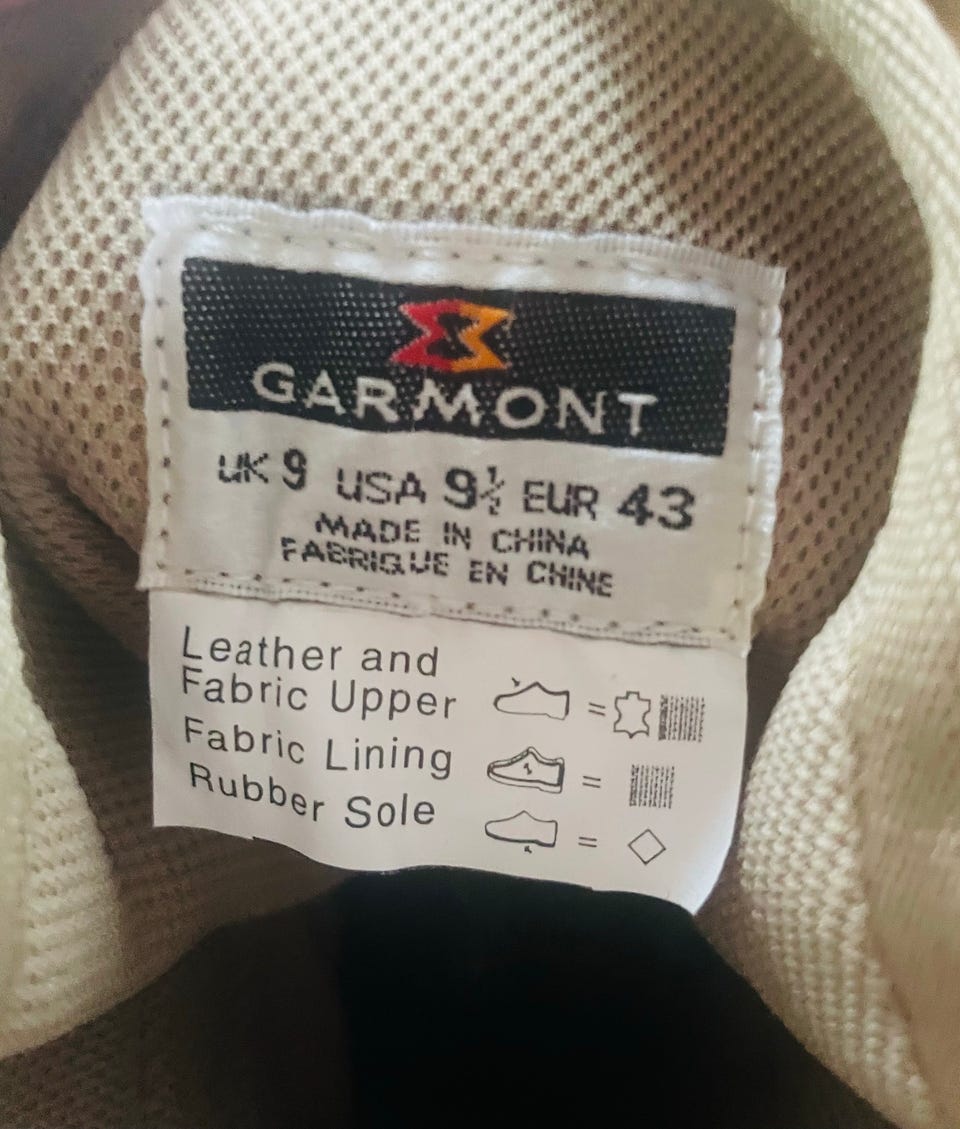 GARMONT
UK 9 USA 9½ EUR 43
MADE IN CHINA
FABRIQUE EN CHINE
Leather and
Fabric Upper =
Fabric Lining =
Rubber Sole =